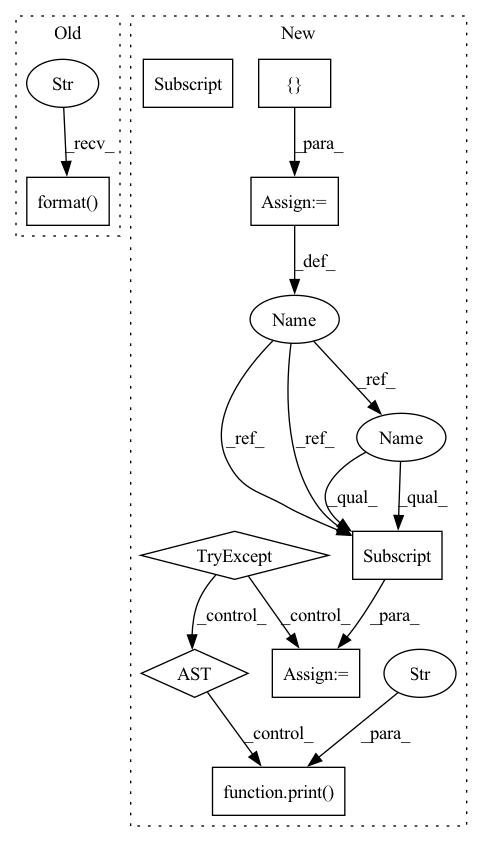 Old
New
Str
Subscript
{}
_recv_
_para_
format()
Assign:=
_def_
Name
_ref_
_ref_
_ref_
Name
_qual_
_qual_
TryExcept
Subscript
_control_
_control_
_para_
AST
Assign:=
Str
_control_
_para_
function.print()